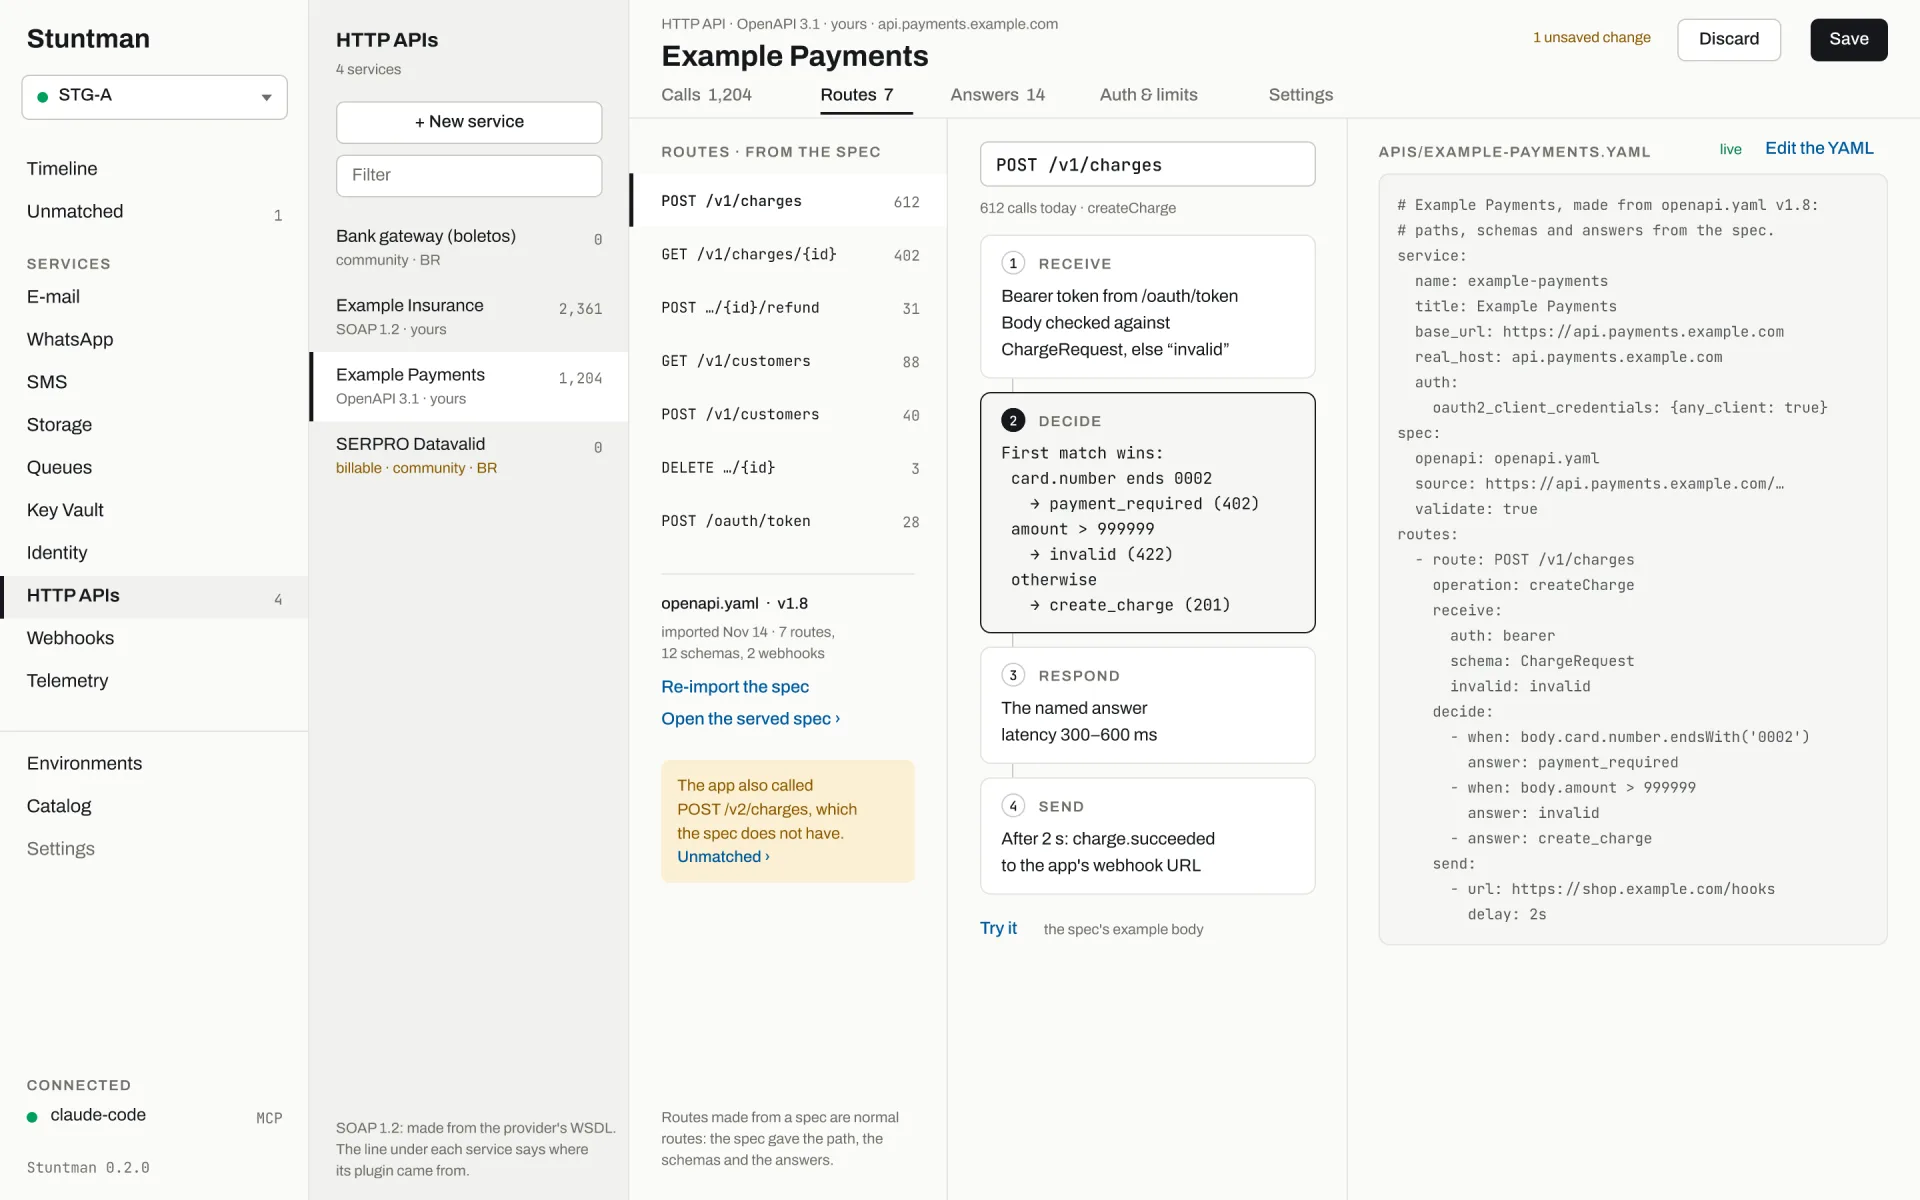 Stuntman
STG-A
Timeline
Unmatched 1
SERVICES
E-mail
WhatsApp
SMS
Storage
Queues
Key Vault
Identity
HTTP APIs 4
Webhooks
Telemetry
Environments
Catalog
Settings
CONNECTED
claude-code MCP
Stuntman 0.2.0
HTTP APIs
4 services
+ New service
Filter
Bank gateway (boletos) 0
community · BR
Example Insurance 2,361
SOAP 1.2 · yours
Example Payments 1,204
OpenAPI 3.1 · yours
SERPRO Datavalid 0
billable · community · BR
SOAP 1.2: made from the provider's WSDL.
The line under each service says where
its plugin came from.
HTTP API · OpenAPI 3.1 · yours · api.payments.example.com
Example Payments
1 unsaved change
Discard
Save
Calls 1,204
Routes 7
Answers 14
Auth & limits
Settings
ROUTES · FROM THE SPEC
POST /v1/charges 612
GET /v1/charges/{id} 402
POST …/{id}/refund 31
GET /v1/customers 88
POST /v1/customers 40
DELETE …/{id} 3
POST /oauth/token 28
openapi.yaml · v1.8
imported Nov 14 · 7 routes,
12 schemas, 2 webhooks
Re-import the spec
Open the served spec ›
The app also called
POST /v2/charges, which
the spec does not have.
Unmatched ›
Routes made from a spec are normal
routes: the spec gave the path, the
schemas and the answers.
POST /v1/charges
612 calls today · createCharge
1 RECEIVE
Bearer token from /oauth/token
Body checked against
ChargeRequest, else “invalid”
2 DECIDE
First match wins:
card.number ends 0002
→ payment_required (402)
amount > 999999
→ invalid (422)
otherwise
→ create_charge (201)
3 RESPOND
The named answer
latency 300–600 ms
4 SEND
After 2 s: charge.succeeded
to the app's webhook URL
Try it the spec's example body
APIS/EXAMPLE-PAYMENTS.YAML live Edit the YAML
# Example Payments, made from openapi.yaml v1.8:
# paths, schemas and answers from the spec.
service:
name: example-payments
title: Example Payments
base_url: https://api.payments.example.com
real_host: api.payments.example.com
auth:
oauth2_client_credentials: {any_client: true}
spec:
openapi: openapi.yaml
source: https://api.payments.example.com/…
validate: true
routes:
- route: POST /v1/charges
operation: createCharge
receive:
auth: bearer
schema: ChargeRequest
invalid: invalid
decide:
- when: body.card.number.endsWith('0002')
answer: payment_required
- when: body.amount > 999999
answer: invalid
- answer: create_charge
send:
- url: https://shop.example.com/hooks
delay: 2s